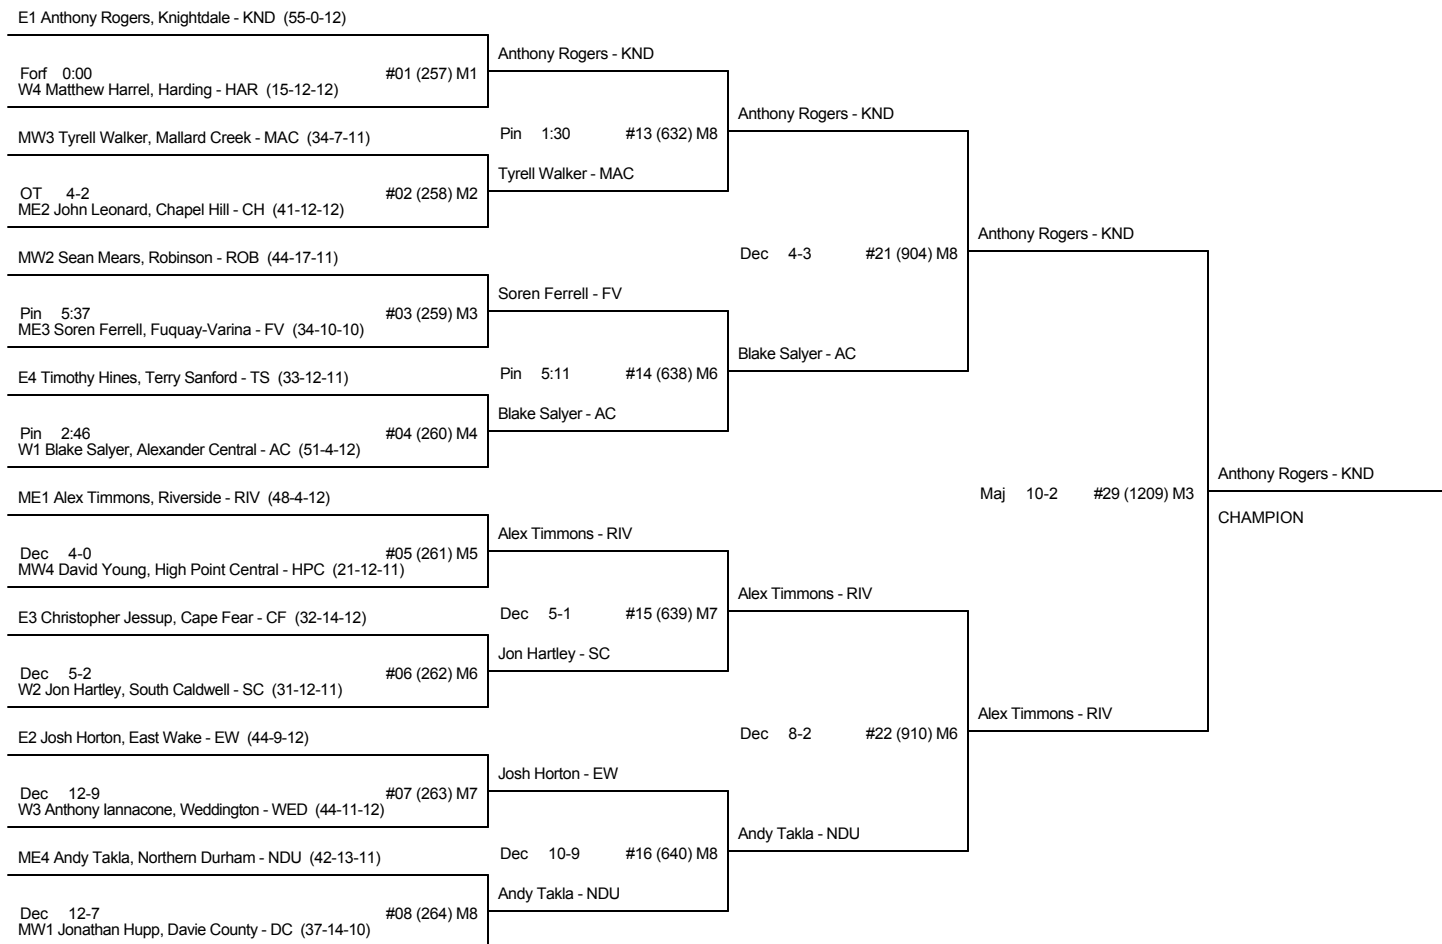 E1 Anthony Rogers, Knightdale - KND (55-0-12)
Forf 0:00 #01 (257) M1
W4 Matthew Harrel, Harding - HAR (15-12-12)
MW3 Tyrell Walker, Mallard Creek - MAC (34-7-11)
OT 4-2 #02 (258) M2
ME2 John Leonard, Chapel Hill - CH (41-12-12)
MW2 Sean Mears, Robinson - ROB (44-17-11)
Pin 5:37 #03 (259) M3
ME3 Soren Ferrell, Fuquay-Varina - FV (34-10-10)
E4 Timothy Hines, Terry Sanford - TS (33-12-11)
Pin 2:46 #04 (260) M4
W1 Blake Salyer, Alexander Central - AC (51-4-12)
ME1 Alex Timmons, Riverside - RIV (48-4-12)
Dec 4-0 #05 (261) M5
MW4 David Young, High Point Central - HPC (21-12-11)
E3 Christopher Jessup, Cape Fear - CF (32-14-12)
Dec 5-2 #06 (262) M6
W2 Jon Hartley, South Caldwell - SC (31-12-11)
E2 Josh Horton, East Wake - EW (44-9-12)
Dec 12-9 #07 (263) M7
W3 Anthony Iannacone, Weddington - WED (44-11-12)
ME4 Andy Takla, Northern Durham - NDU (42-13-11)
Dec 12-7 #08 (264) M8
MW1 Jonathan Hupp, Davie County - DC (37-14-10)
Anthony Rogers - KND
Pin 1:30 #13 (632) M8
Tyrell Walker - MAC
Soren Ferrell - FV
Pin 5:11 #14 (638) M6
Blake Salyer - AC
Alex Timmons - RIV
Dec 5-1 #15 (639) M7
Jon Hartley - SC
Josh Horton - EW
Dec 10-9 #16 (640) M8
Andy Takla - NDU
Anthony Rogers - KND
Dec 4-3 #21 (904) M8
Blake Salyer - AC
Alex Timmons - RIV
Dec 8-2 #22 (910) M6
Andy Takla - NDU
Anthony Rogers - KND
Maj 10-2 #29 (1209) M3
Alex Timmons - RIV
Anthony Rogers - KND
CHAMPION